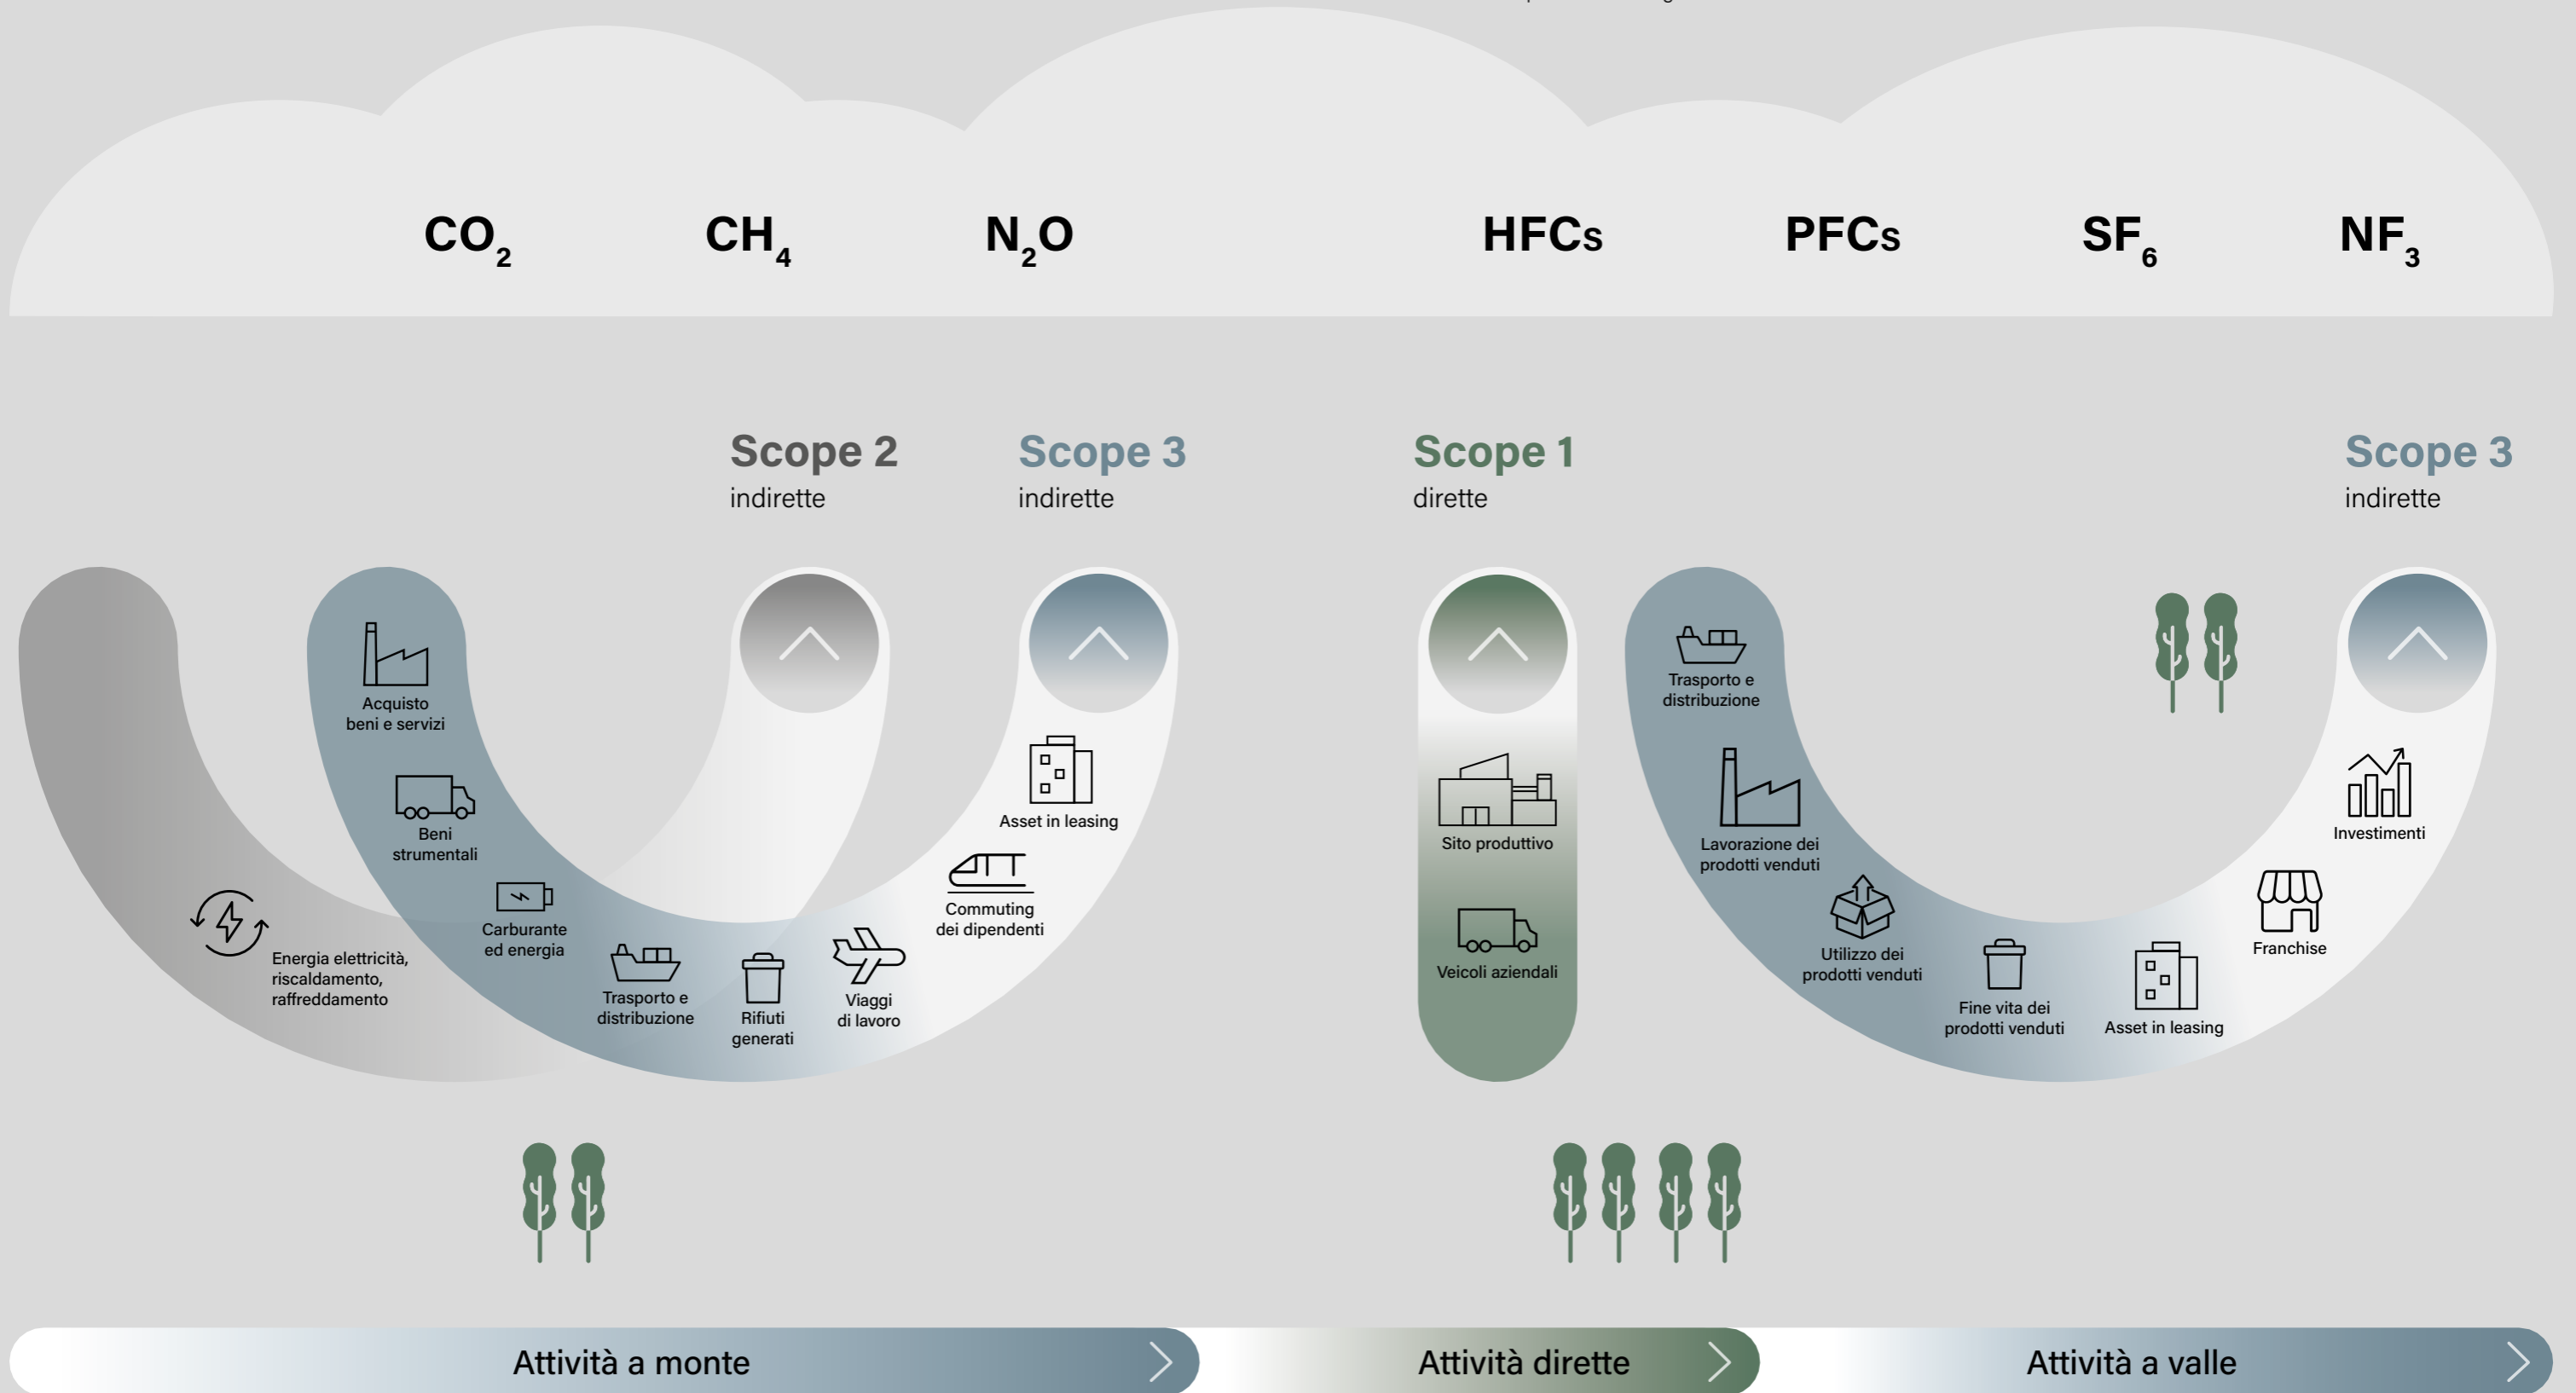 CO₂ CH₄ N₂O HFCs PFCs SF₆ NF₃
Scope 2
indirette
Scope 3
indirette
Scope 1
dirette
Scope 3
indirette
Energia elettricità,
riscaldamento,
raffreddamento
Acquisto
beni e servizi
Beni
strumentali
Carburante
ed energia
Trasporto e
distribuzione
Rifiuti
generati
Viaggi
di lavoro
Commuting
dei dipendenti
Asset in leasing
Sito produttivo
Veicoli aziendali
Trasporto e
distribuzione
Lavorazione dei
prodotti venduti
Utilizzo dei
prodotti venduti
Fine vita dei
prodotti venduti
Asset in leasing
Franchise
Investimenti
Attività a monte
Attività dirette
Attività a valle